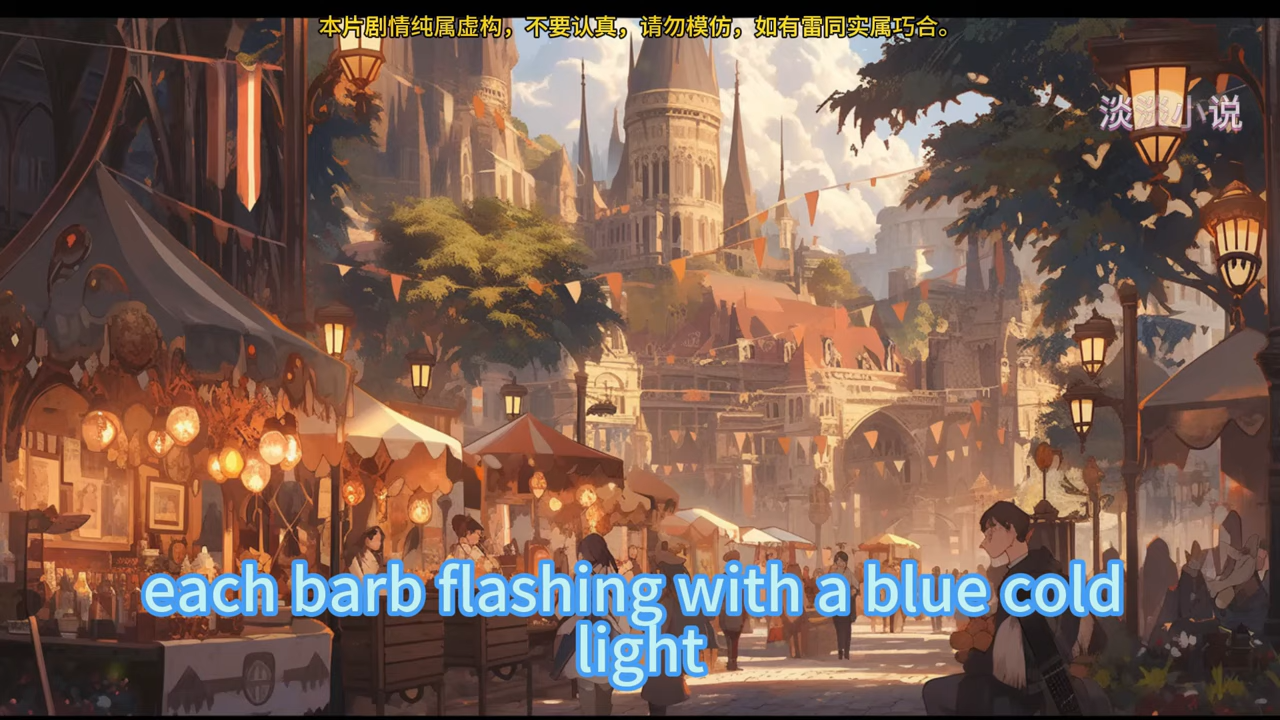 本片剧情纯属虚构，不要认真，请勿模仿，如有雷同实属巧合。
淡淡小说
each barb flashing with a blue cold
light